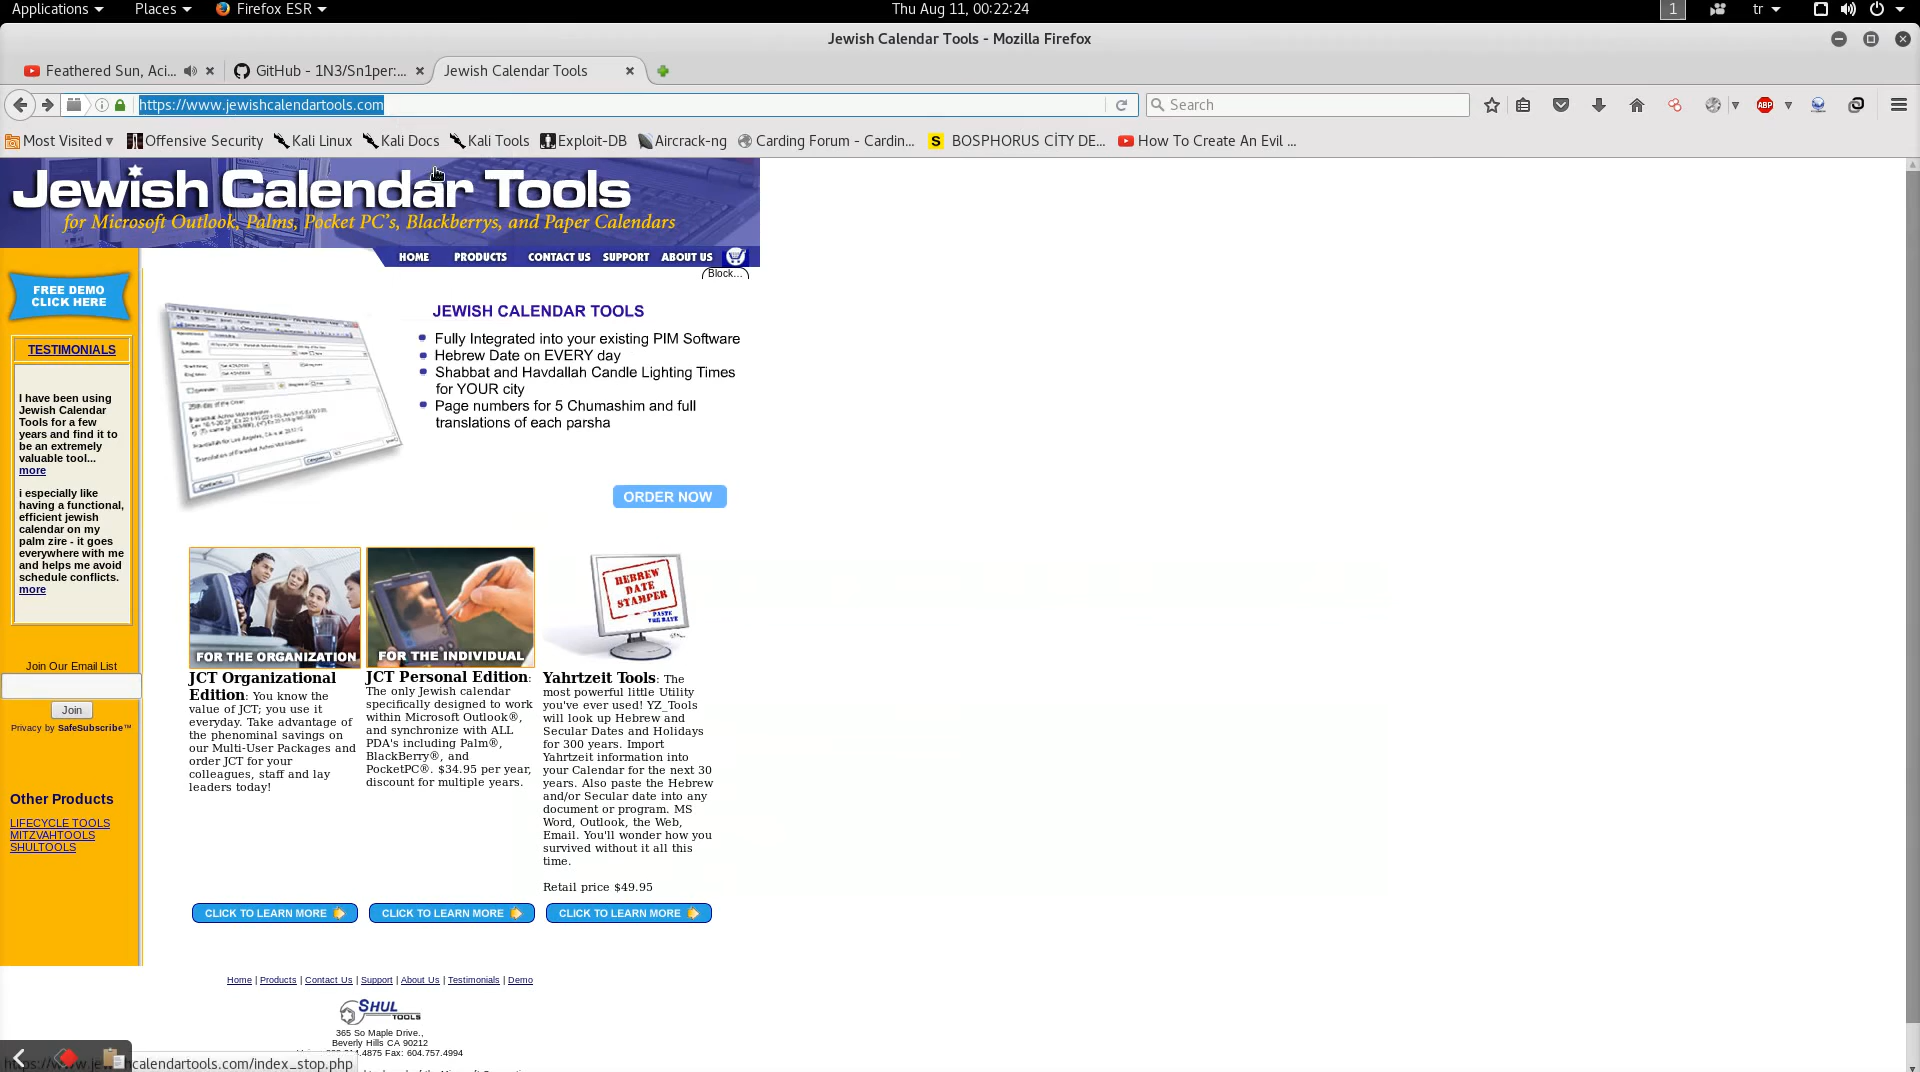 Applications Places Firefox ESR Thu Aug 11, 00:22:24 1 tr
Jewish Calendar Tools - Mozilla Firefox
Feathered Sun, Aci... GitHub - 1N3/Sn1per:... Jewish Calendar Tools
https://www.jewishcalendartools.com Search ABP
Most Visited Offensive Security Kali Linux Kali Docs Kali Tools Exploit-DB Aircrack-ng Carding Forum - Cardin... S BOSPHORUS CİTY DE... How To Create An Evil ...
Jewish Calendar Tools
for Microsoft Outlook, Palms, Pocket PC's, Blackberrys, and Paper Calendars
HOME PRODUCTS CONTACT US SUPPORT ABOUT US
Block...
FREE DEMO
CLICK HERE
TESTIMONIALS
I have been using
Jewish Calendar
Tools for a few
years and find it to
be an extremely
valuable tool...
more
i especially like
having a functional,
efficient jewish
calendar on my
palm zire - it goes
everywhere with me
and helps me avoid
schedule conflicts.
more
Join Our Email List
Join
Privacy by SafeSubscribe™
Other Products
LIFECYCLE TOOLS
MITZVAHTOOLS
SHULTOOLS
JEWISH CALENDAR TOOLS
Fully Integrated into your existing PIM Software
Hebrew Date on EVERY day
Shabbat and Havdallah Candle Lighting Times
for YOUR city
Page numbers for 5 Chumashim and full
translations of each parsha
ORDER NOW
FOR THE ORGANIZATION
JCT Organizational
Edition: You know the
value of JCT; you use it
everyday. Take advantage of
the phenominal savings on
our Multi-User Packages and
order JCT for your
colleagues, staff and lay
leaders today!
CLICK TO LEARN MORE
FOR THE INDIVIDUAL
JCT Personal Edition:
The only Jewish calendar
specifically designed to work
within Microsoft Outlook®,
and synchronize with ALL
PDA's including Palm®,
BlackBerry®, and
PocketPC®. $34.95 per year,
discount for multiple years.
CLICK TO LEARN MORE
HEBREW
DATE
STAMPER
PASTE
THE DATE
Yahrtzeit Tools: The
most powerful little Utility
you've ever used! YZ_Tools
will look up Hebrew and
Secular Dates and Holidays
for 300 years. Import
Yahrtzeit information into
your Calendar for the next 30
years. Also paste the Hebrew
and/or Secular date into any
document or program. MS
Word, Outlook, the Web,
Email. You'll wonder how you
survived without it all this
time.
Retail price $49.95
CLICK TO LEARN MORE
Home | Products | Contact Us | Support | About Us | Testimonials | Demo
SHUL
TOOLS
365 So Maple Drive.,
Beverly Hills CA 90212
.4875 Fax: 604.757.4994
calendartools.com/index_stop.php